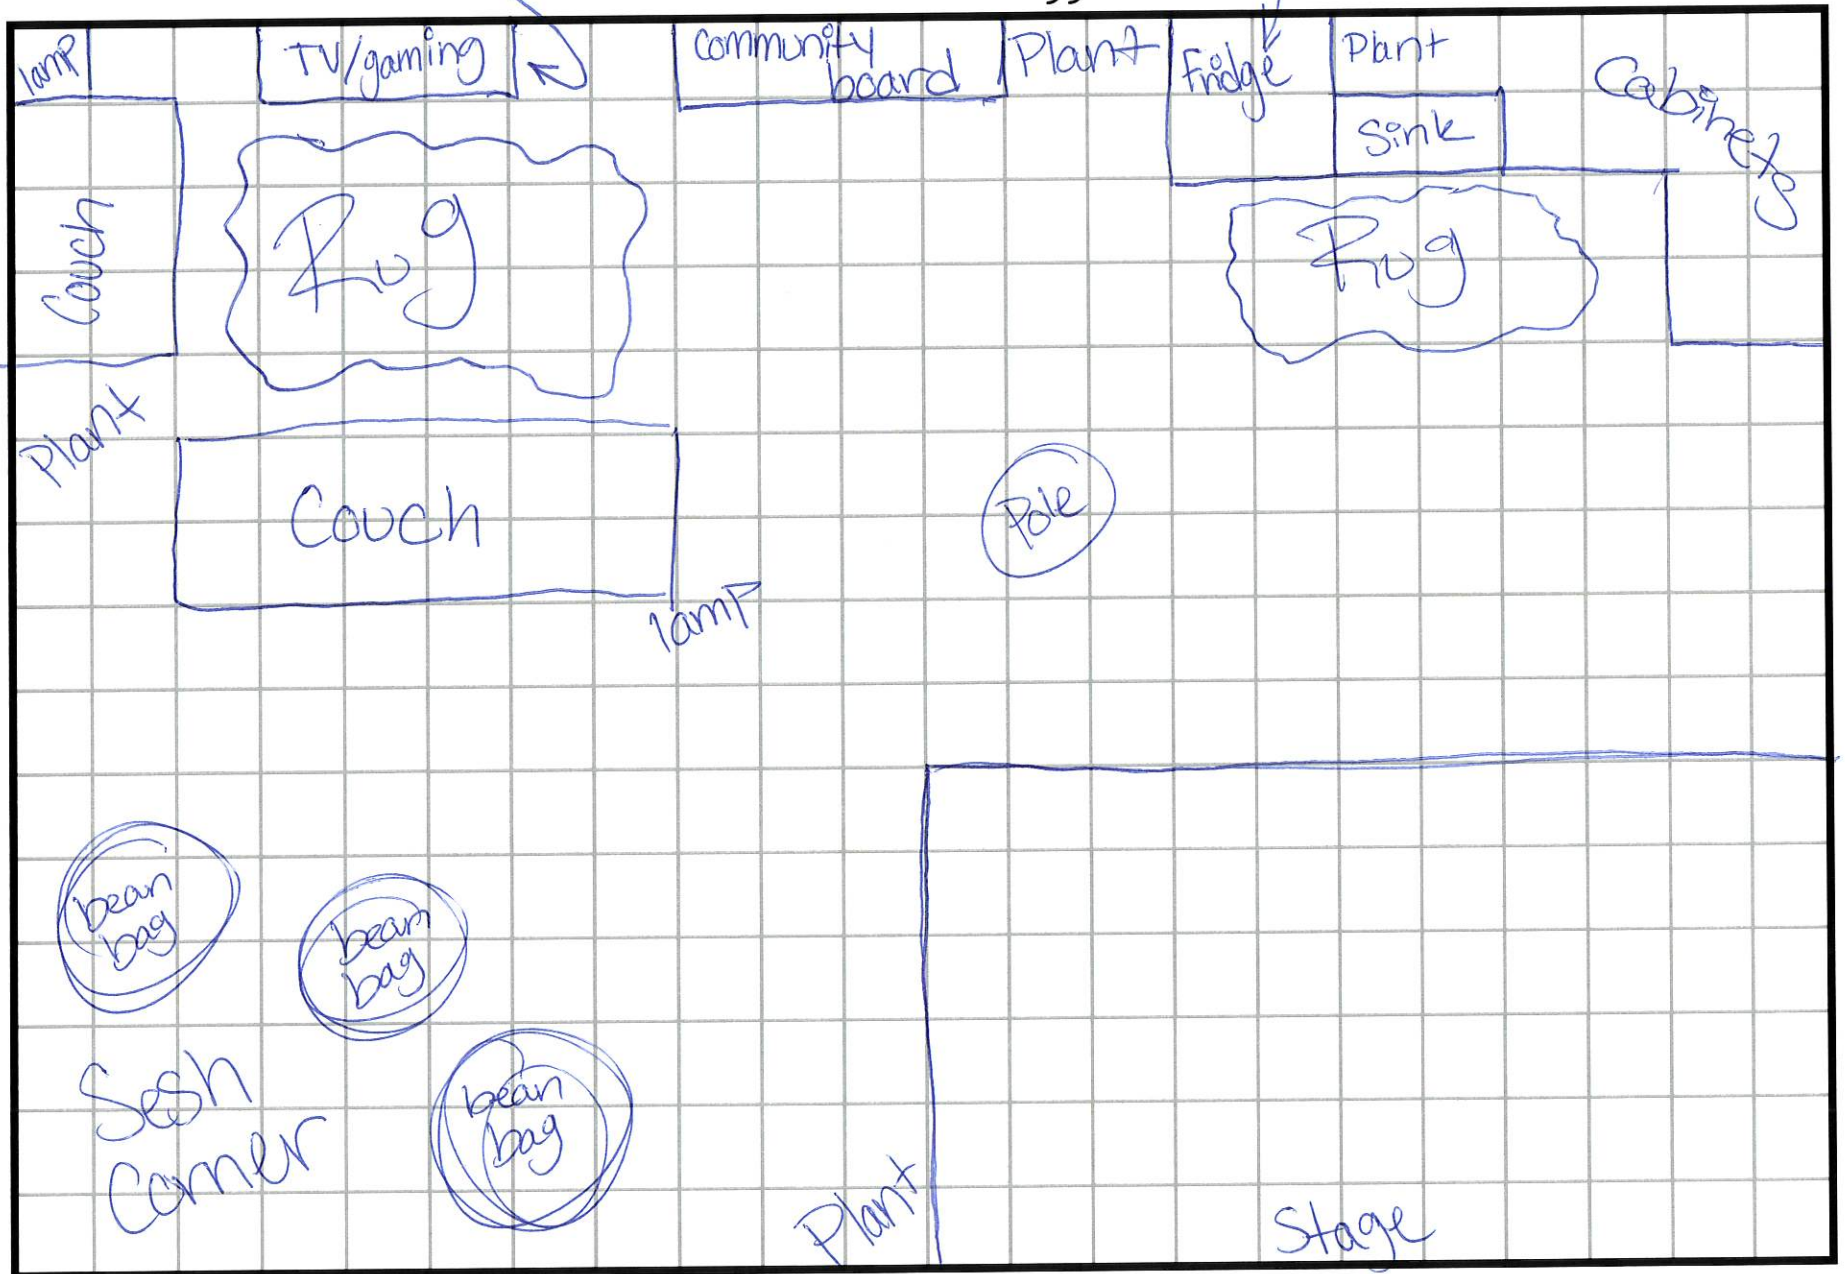 lamp
TV/gaming
Community
board
Plant
Fridge
Plant
Cabinets
Sink
Couch
Rug
Rug
Plant
Couch
Pole
lamp
bean
bag
bean
bag
bean
bag
Sesh
Corner
Plant
Stage